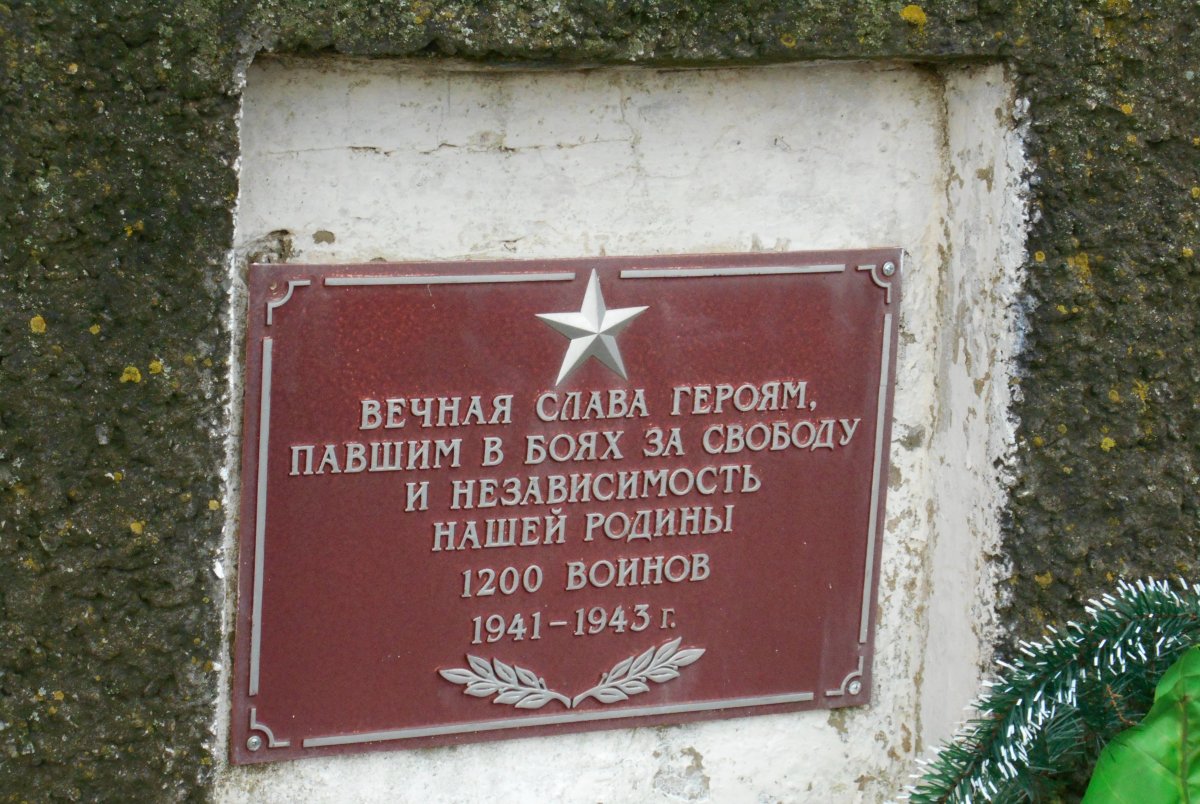 ВЕЧНАЯ СЛАВА ГЕРОЯМ,
ПАВШИМ В БОЯХ ЗА СВОБОДУ
И НЕЗАВИСИМОСТЬ
НАШЕЙ РОДИНЫ
1200 ВОИНОВ
1941-1943 г.